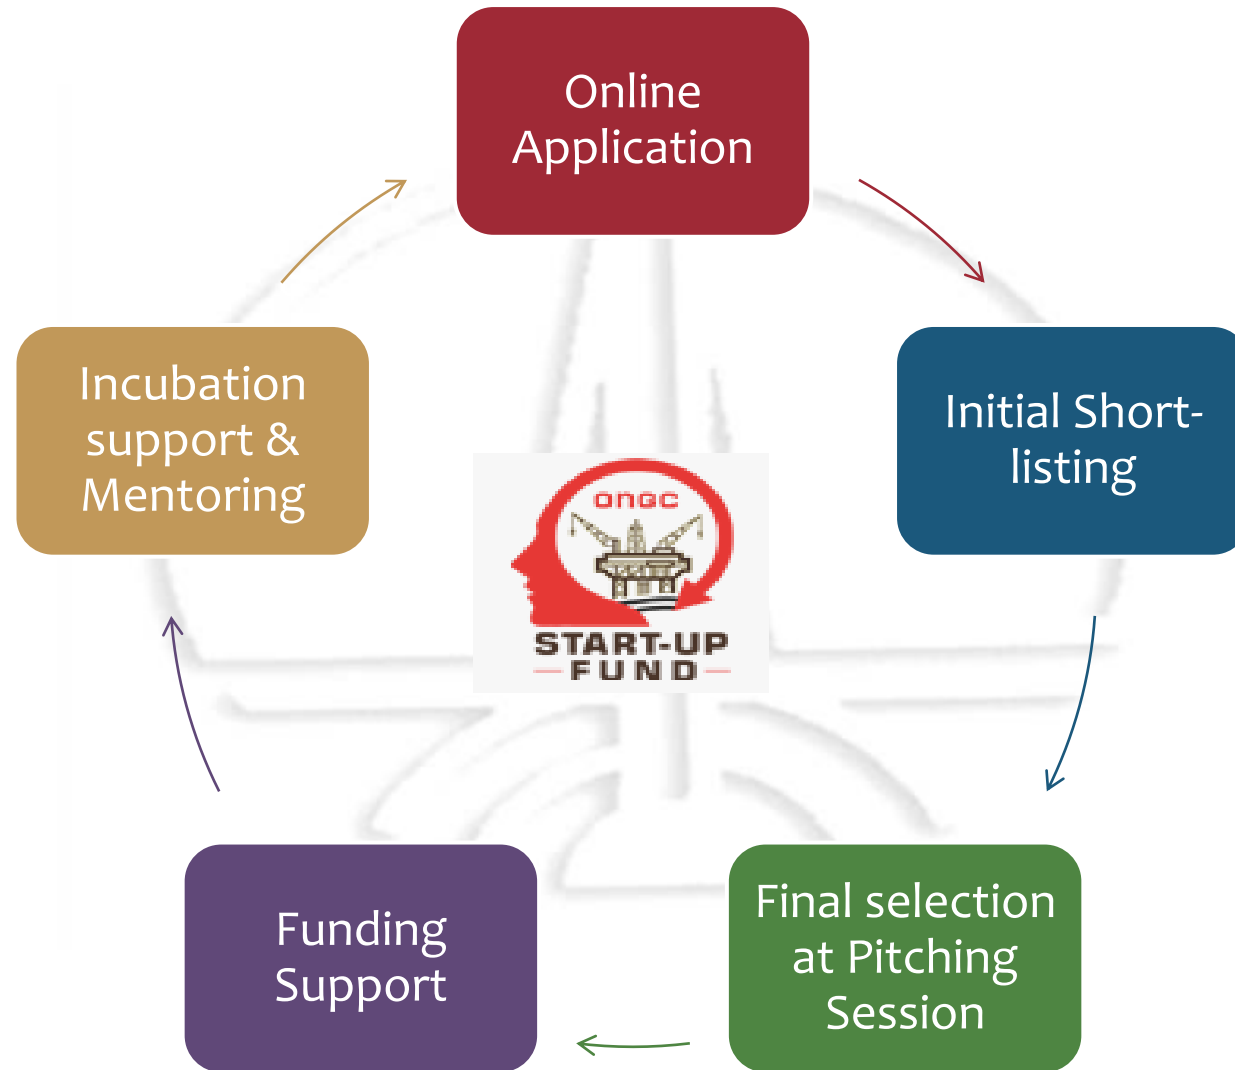 Online
Application
Initial Short-
listing
Final selection
at Pitching
Session
Funding
Support
Incubation
support &
Mentoring
ONGC
START-UP
FUND